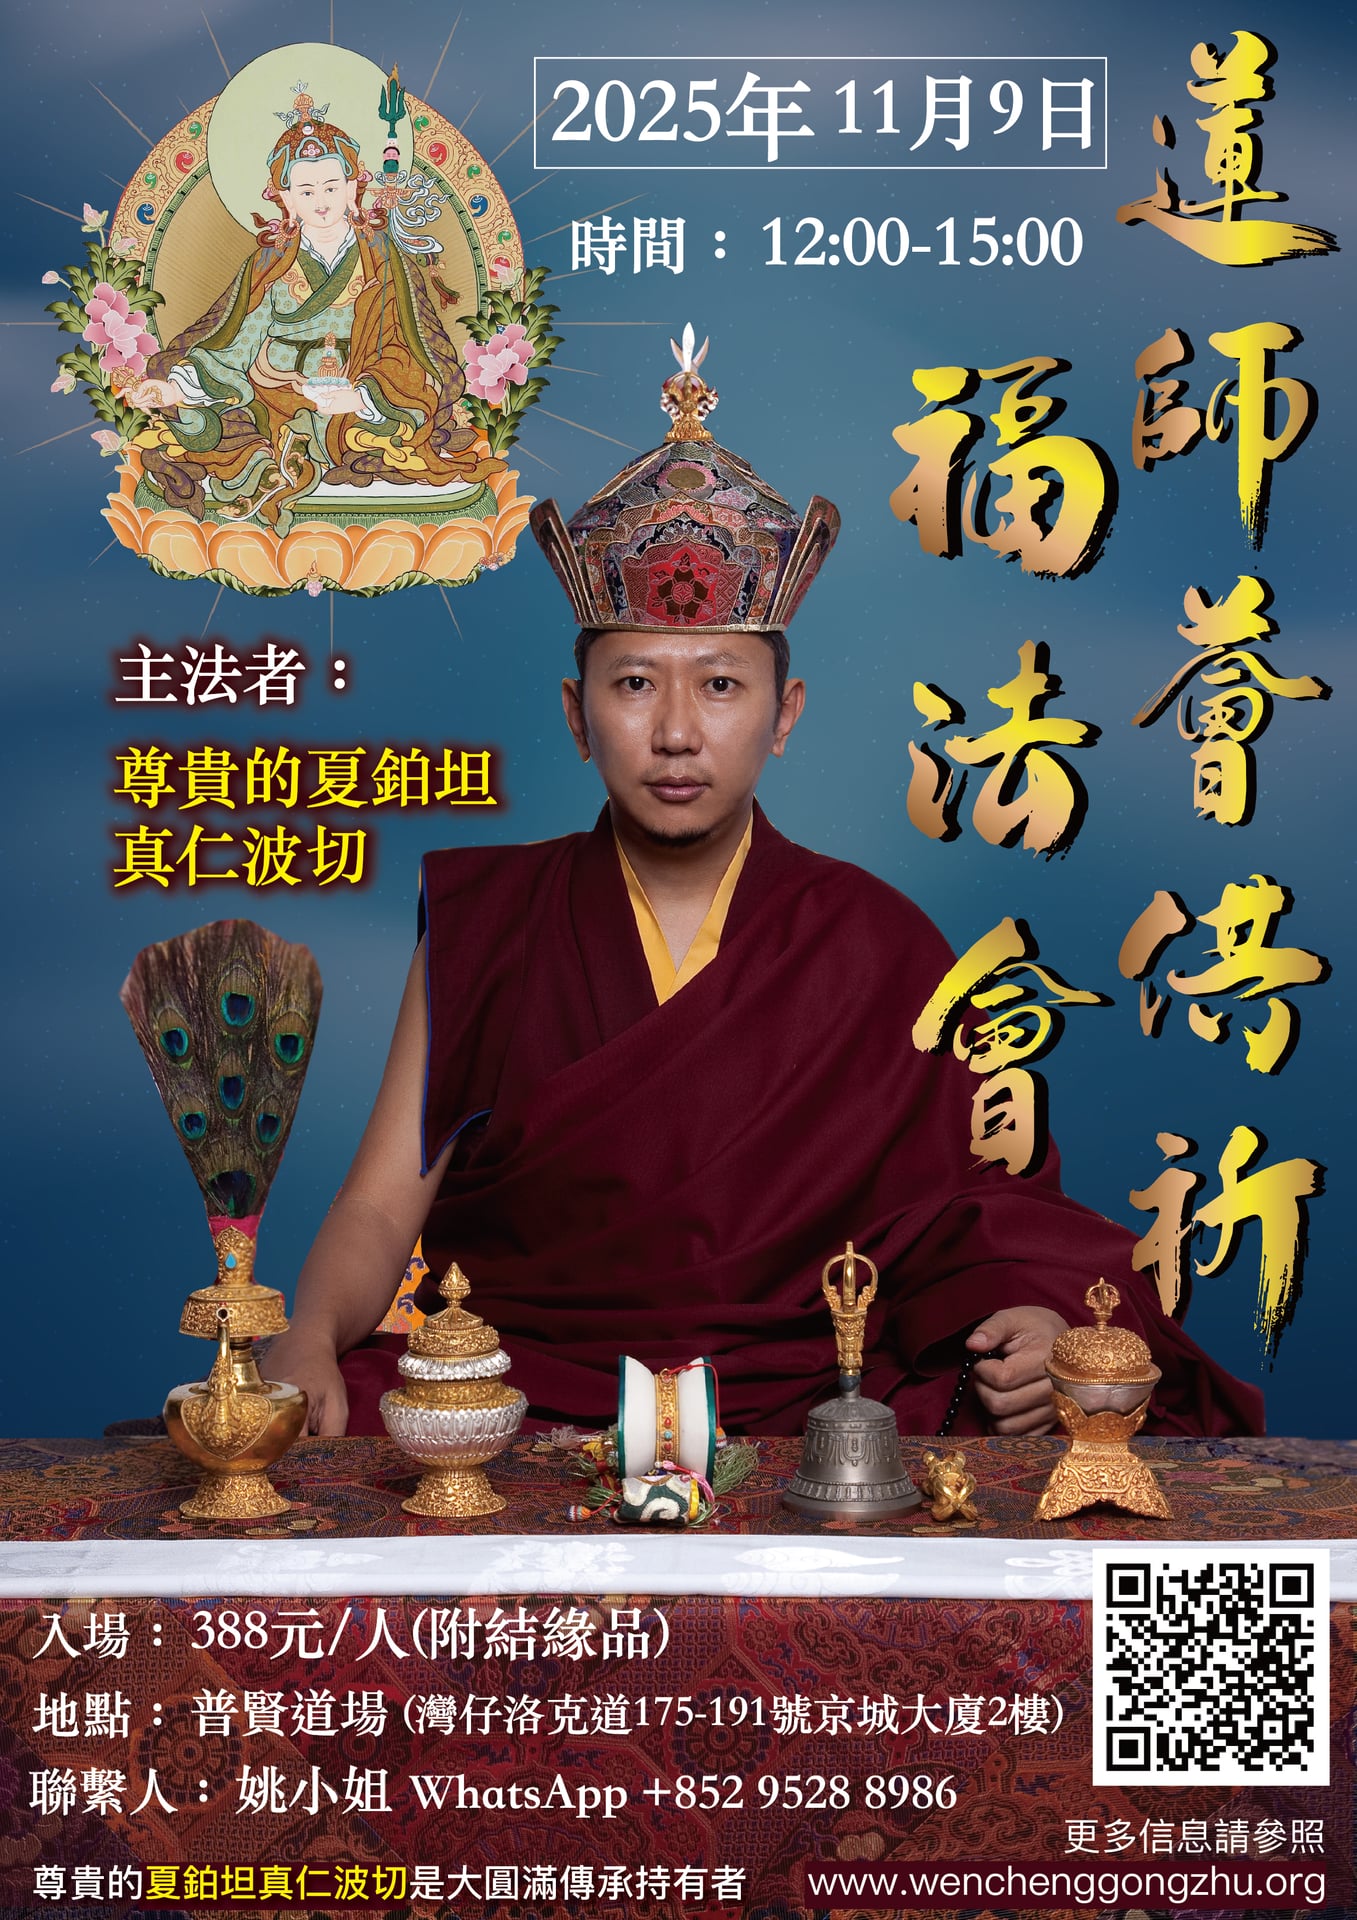 2025年11月9日
時間：12:00-15:00
蓮師薈供祈
福法會
主法者：
尊貴的夏鉑坦
真仁波切
入場：388元/人(附結緣品)
地點：普賢道場 (灣仔洛克道175-191號京城大廈2樓)
聯繫人：姚小姐 WhatsApp +852 9528 8986
更多信息請參照
尊貴的夏鉑坦真仁波切是大圓滿傳承持有者
www.wenchenggongzhu.org